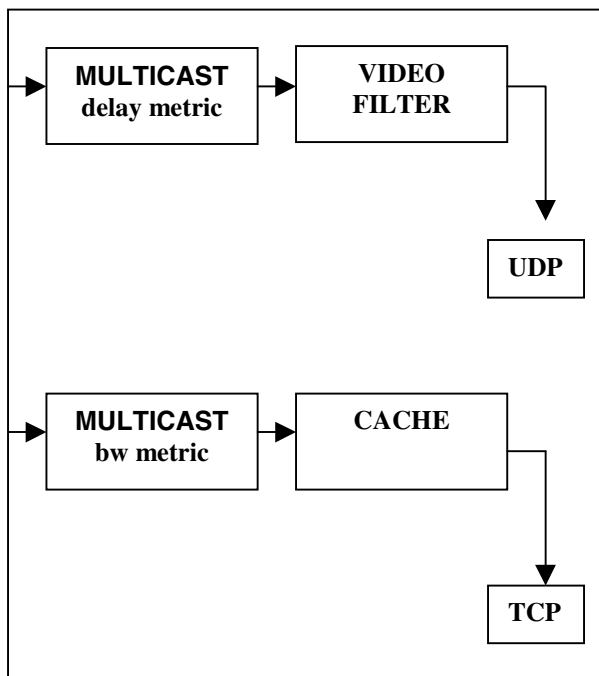 MULTICAST
delay metric
VIDEO
FILTER
UDP
MULTICAST
bw metric
CACHE
TCP